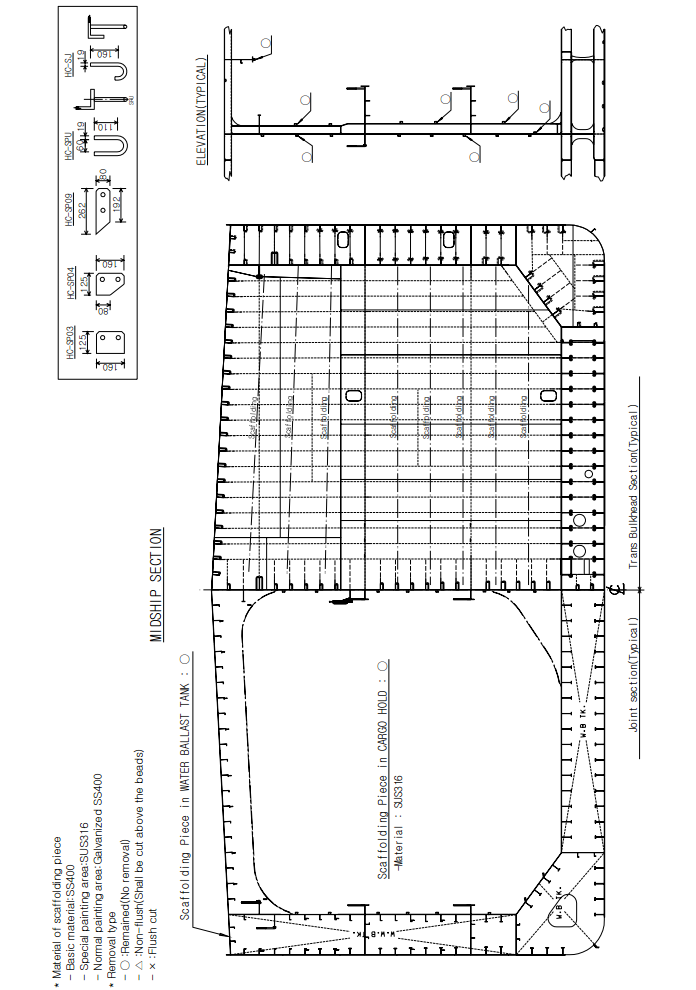 * Material of scaffolding piece
- Basic material:SS400
- Special painting area:SUS316
- Normal painting area:Galvanized SS400
* Removal type
- ○ :Remained(No removal)
- △ :Non-flush(Shall be cut above the beads)
- × :Flush cut
HC-SP03
125
160
HC-SP04
125
80
160
HC-SP09
262
80
192
HC-SPU
60
19
110
HC-SJ
19
160
MIDSHIP SECTION
ELEVATION(TYPICAL)
Scaffolding Piece in WATER BALLAST TANK : ○
Scaffolding Piece in CARGO HOLD : ○
-Material : SUS316
Scaffolding
Scaffolding
Scaffolding
Scaffolding
Scaffolding
Scaffolding
Scaffolding
Scaffolding
W.W.B TK.
W.B TK.
W.B TK.
Joint section(Typical)
Trans Bulkhead Section(Typical)